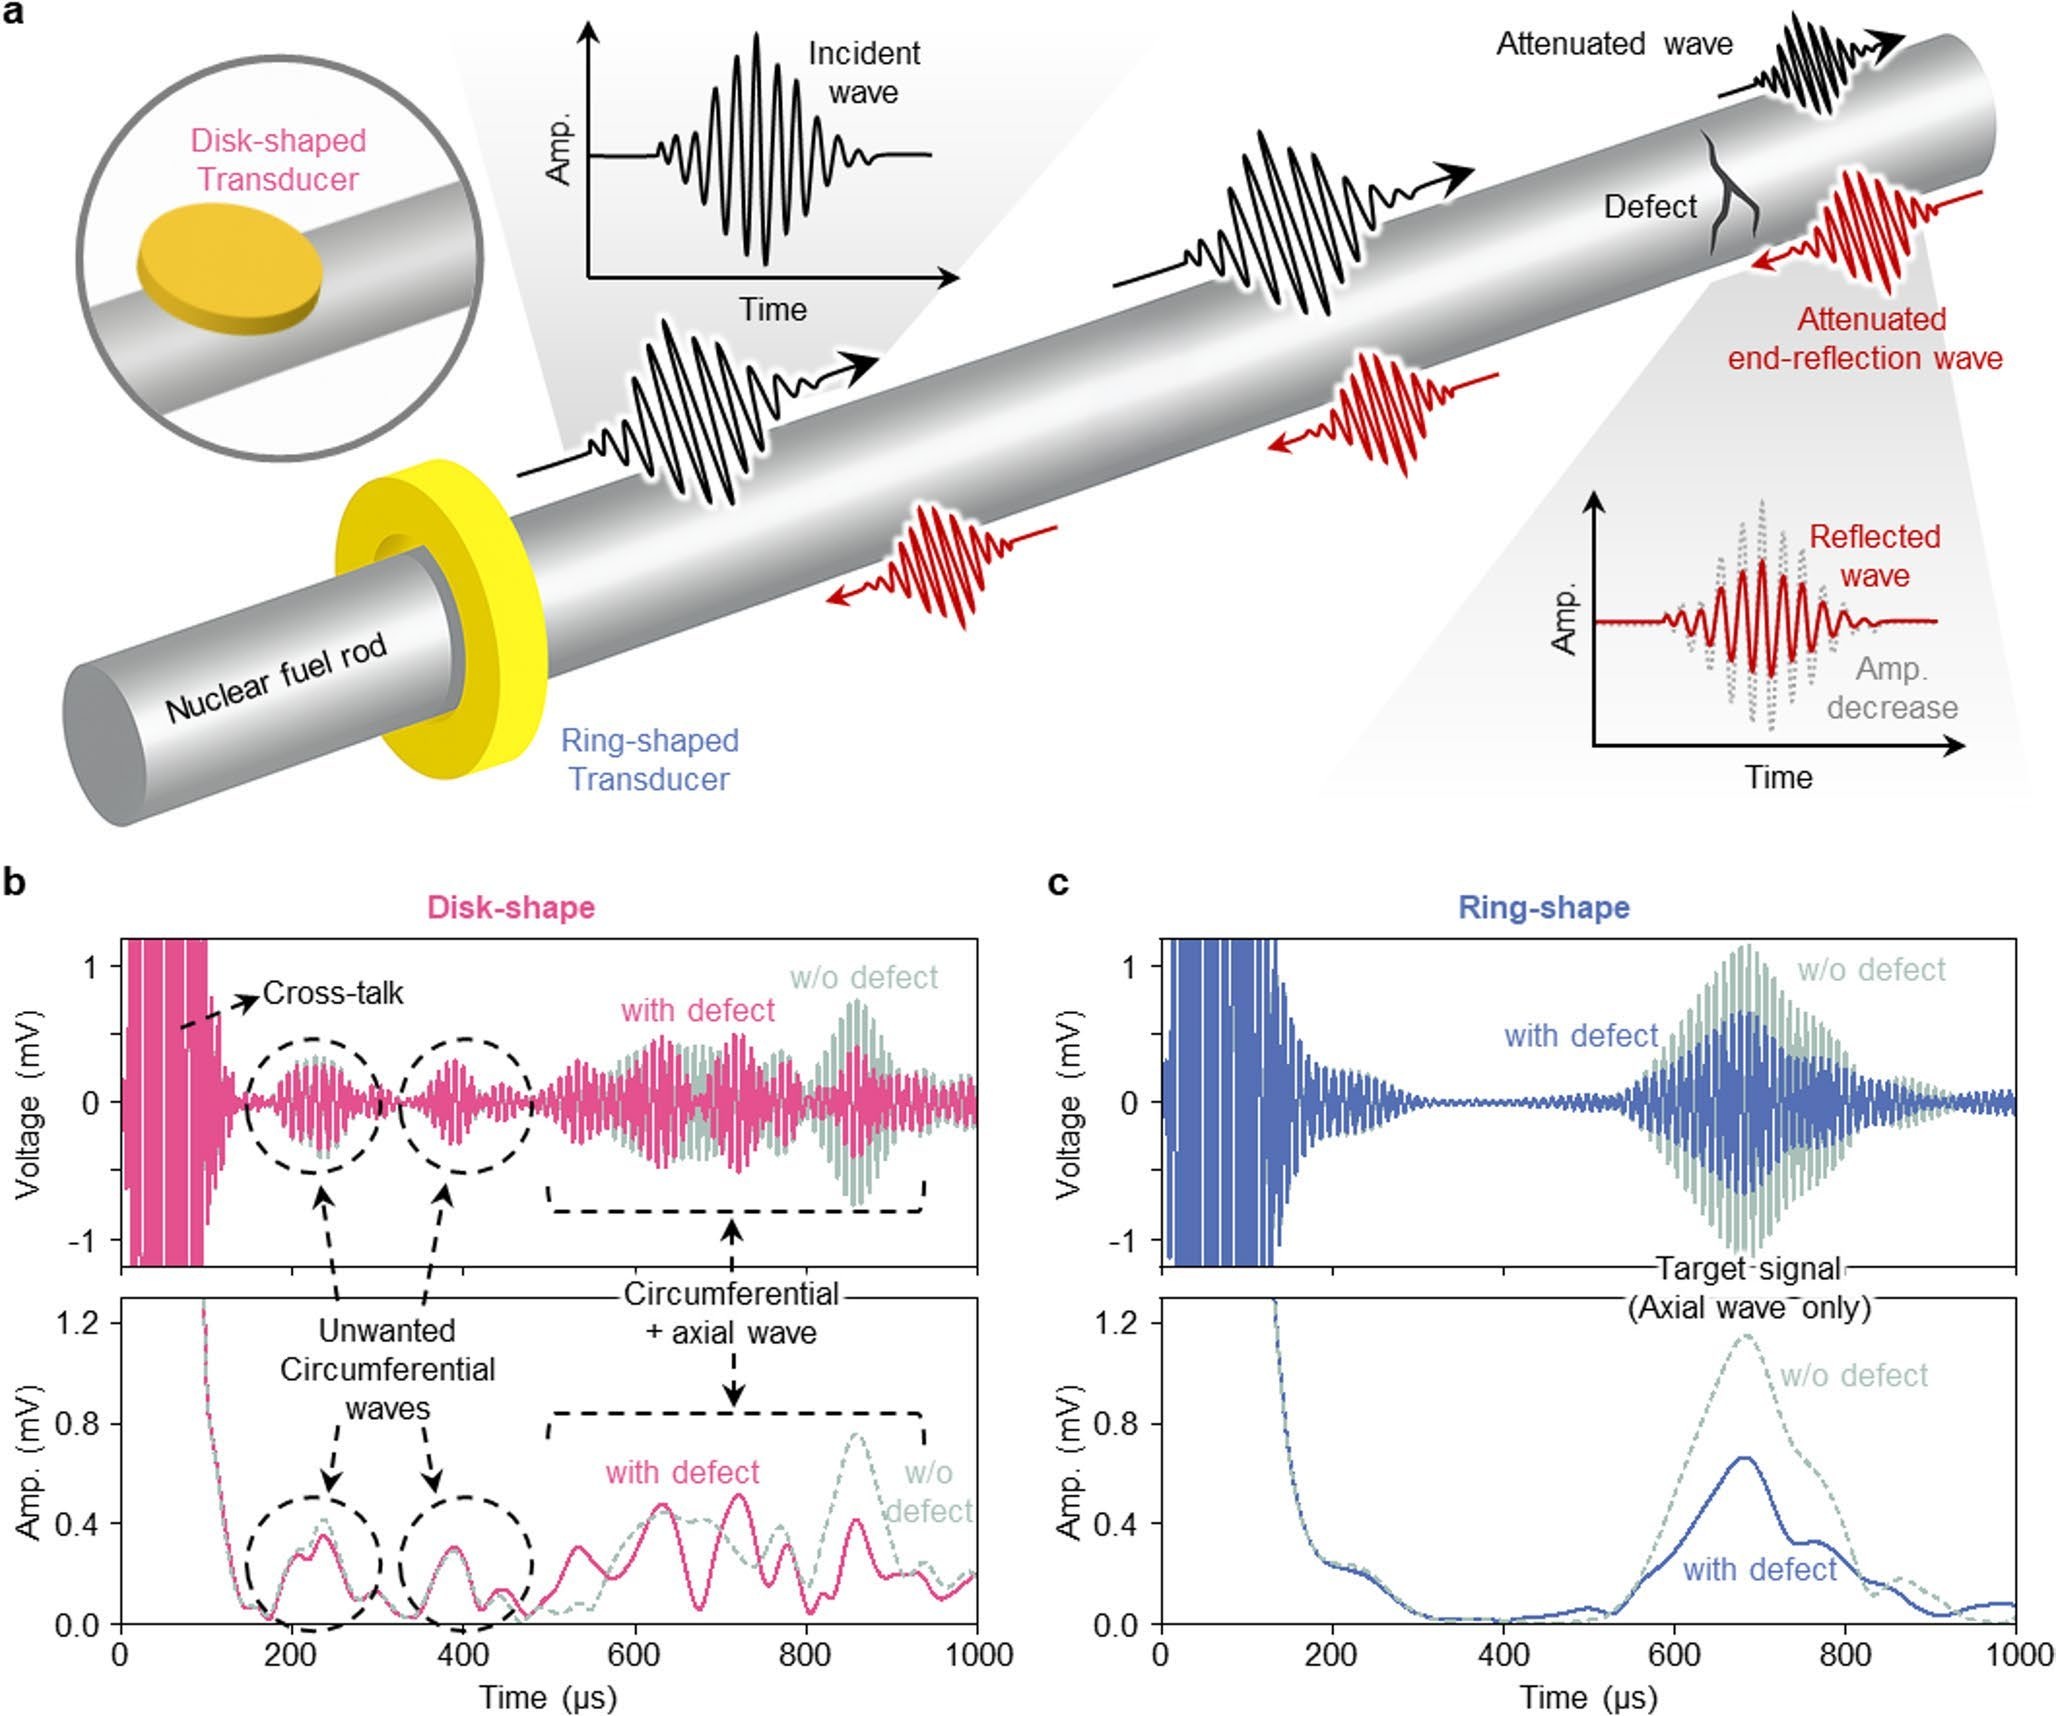 a
Disk-shaped
Transducer
Incident
wave
Amp.
Time
Attenuated wave
Defect
Attenuated
end-reflection wave
Reflected
wave
Amp.
Amp.
decrease
Time
Nuclear fuel rod
Ring-shaped
Transducer
b
Disk-shape
Voltage (mV)
1
0
-1
Cross-talk
with defect
w/o defect
Unwanted
Circumferential
waves
Circumferential
+ axial wave
Amp. (mV)
1.2
0.8
0.4
0.0
with defect
w/o
defect
0 200 400 600 800 1000
Time (µs)
c
Ring-shape
Voltage (mV)
1
0
-1
w/o defect
with defect
Target signal
(Axial wave only)
Amp. (mV)
1.2
0.8
0.4
0.0
w/o defect
with defect
0 200 400 600 800 1000
Time (µs)